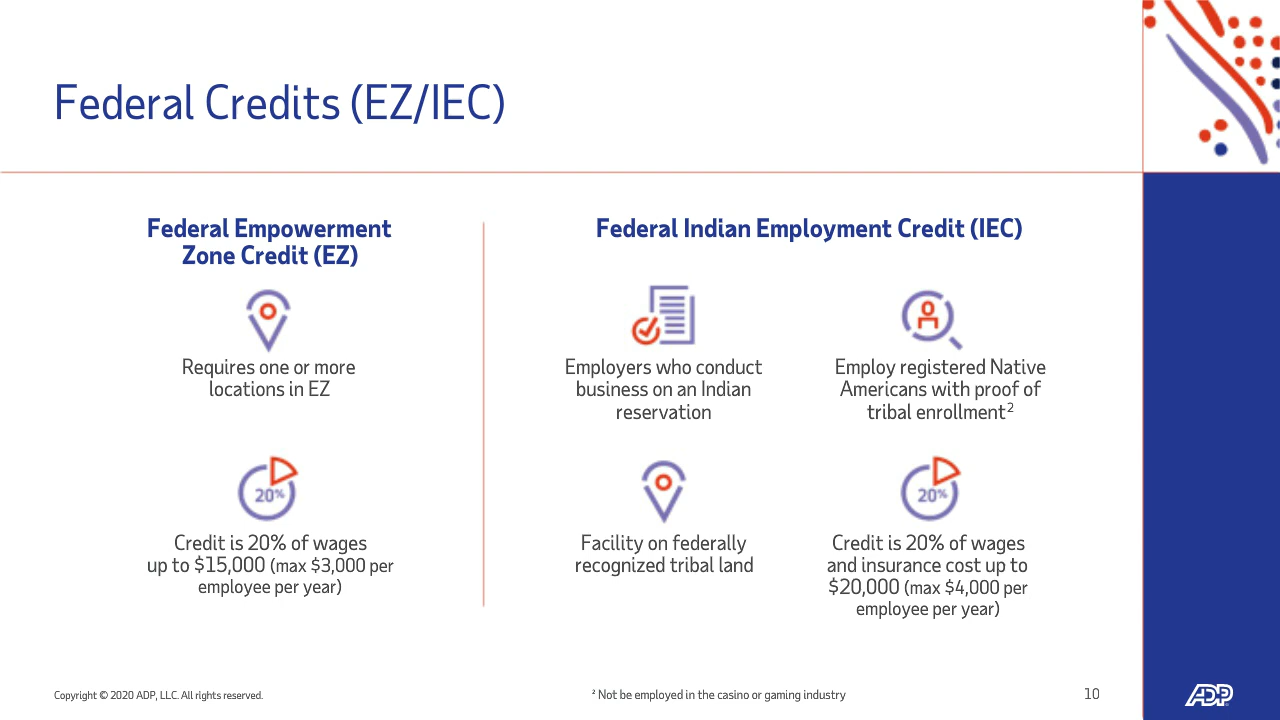 Federal Credits (EZ/IEC)
Federal Empowerment
Zone Credit (EZ)
Requires one or more
locations in EZ
20%
Credit is 20% of wages
up to $15,000 (max $3,000 per
employee per year)
Federal Indian Employment Credit (IEC)
Employers who conduct
business on an Indian
reservation
Employ registered Native
Americans with proof of
tribal enrollment²
Facility on federally
recognized tribal land
20%
Credit is 20% of wages
and insurance cost up to
$20,000 (max $4,000 per
employee per year)
Copyright © 2020 ADP, LLC. All rights reserved.
² Not be employed in the casino or gaming industry
10
ADP